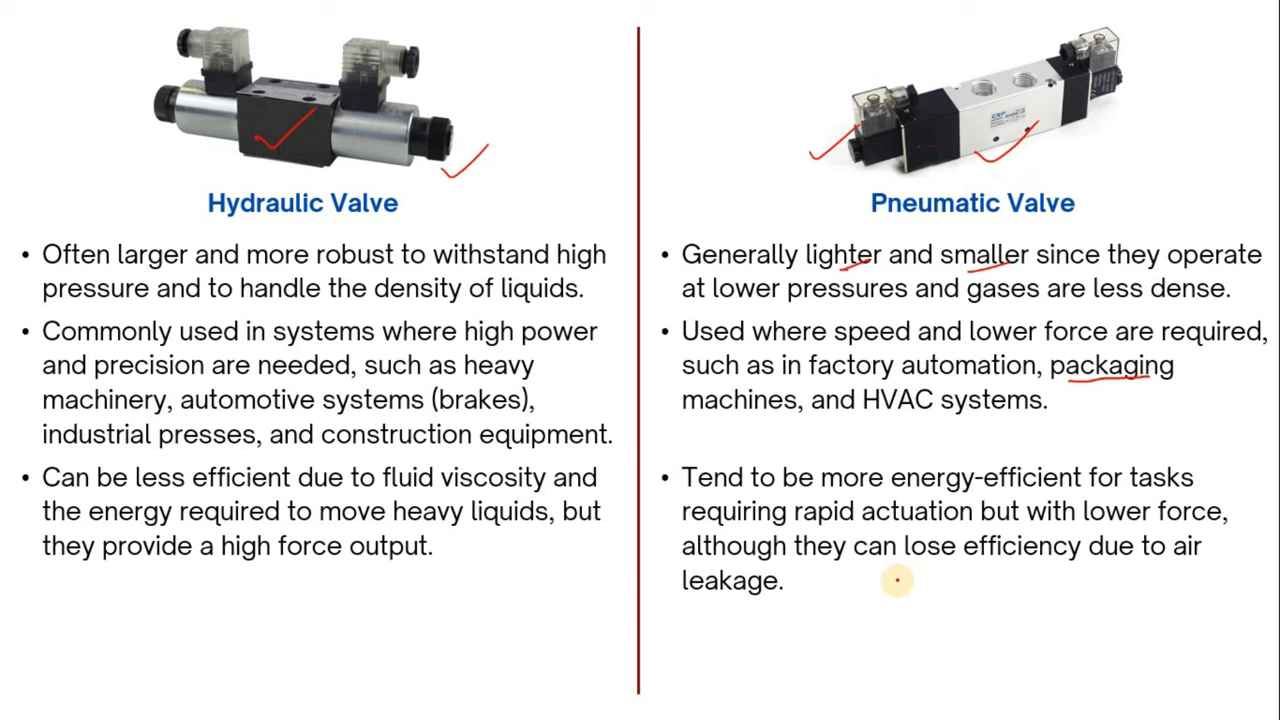 CXP
Hydraulic Valve
Often larger and more robust to withstand high
pressure and to handle the density of liquids.
Commonly used in systems where high power
and precision are needed, such as heavy
machinery, automotive systems (brakes),
industrial presses, and construction equipment.
Can be less efficient due to fluid viscosity and
the energy required to move heavy liquids, but
they provide a high force output.
Pneumatic Valve
Generally lighter and smaller since they operate
at lower pressures and gases are less dense.
Used where speed and lower force are required,
such as in factory automation, packaging
machines, and HVAC systems.
Tend to be more energy-efficient for tasks
requiring rapid actuation but with lower force,
although they can lose efficiency due to air
leakage.